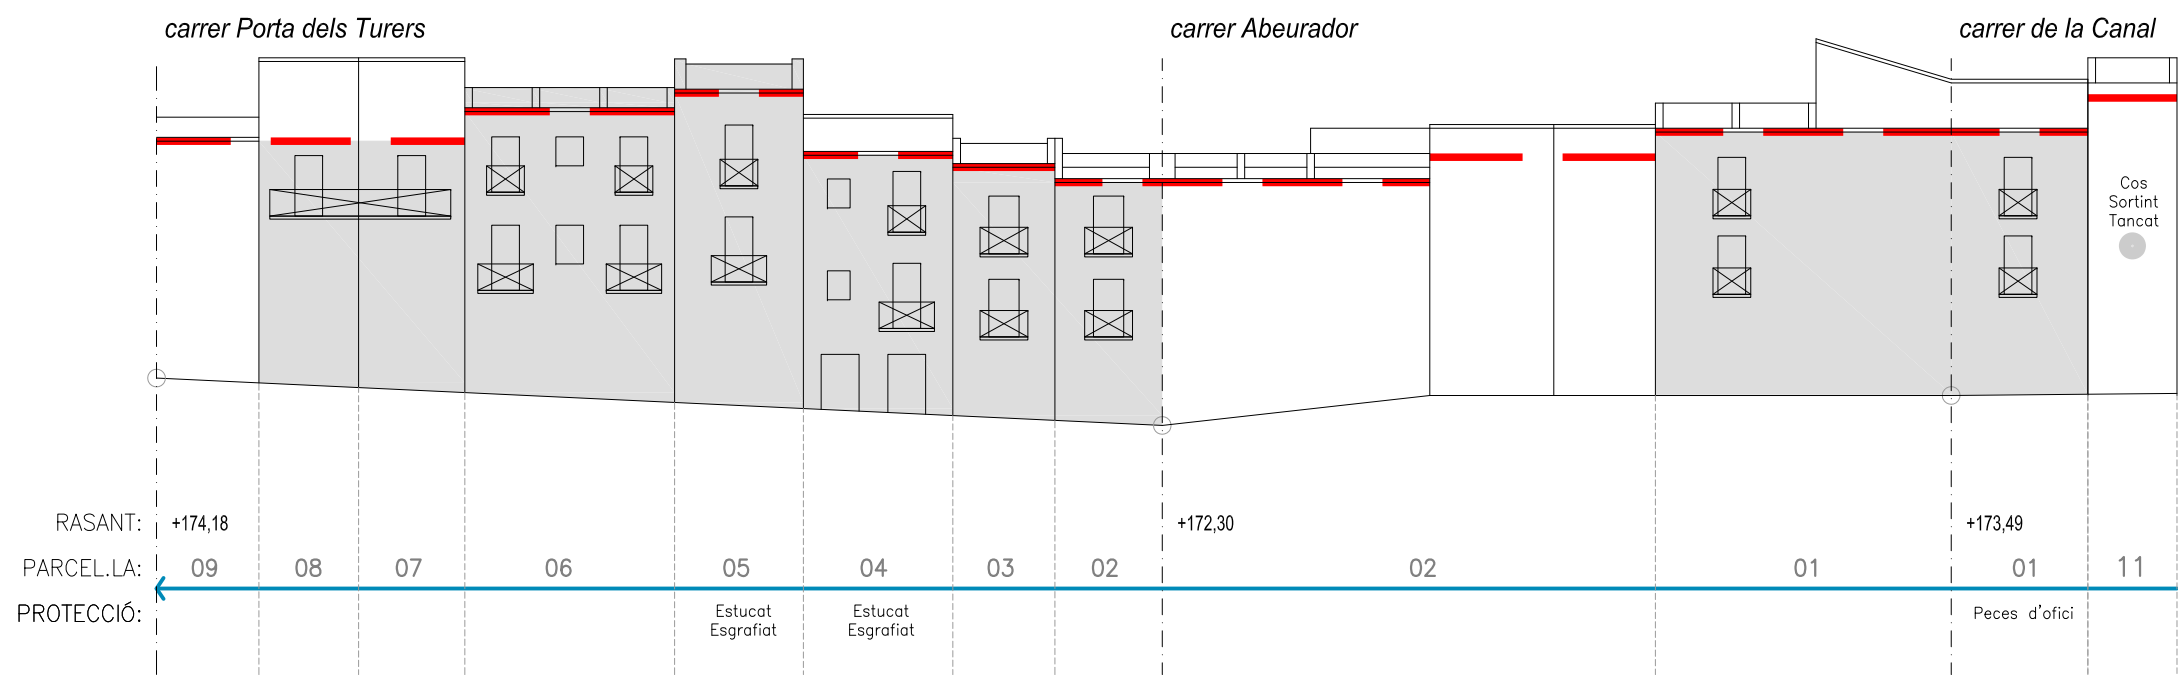 carrer Porta dels Turers
carrer Abeurador
carrer de la Canal
Cos
Sortint
Tancat
RASANT: +174,18 +172,30 +173,49
PARCEL.LA: 09 08 07 06 05 04 03 02 02 01 01 11
PROTECCIÓ: Estucat Estucat Peces d'ofici
Esgrafiat Esgrafiat